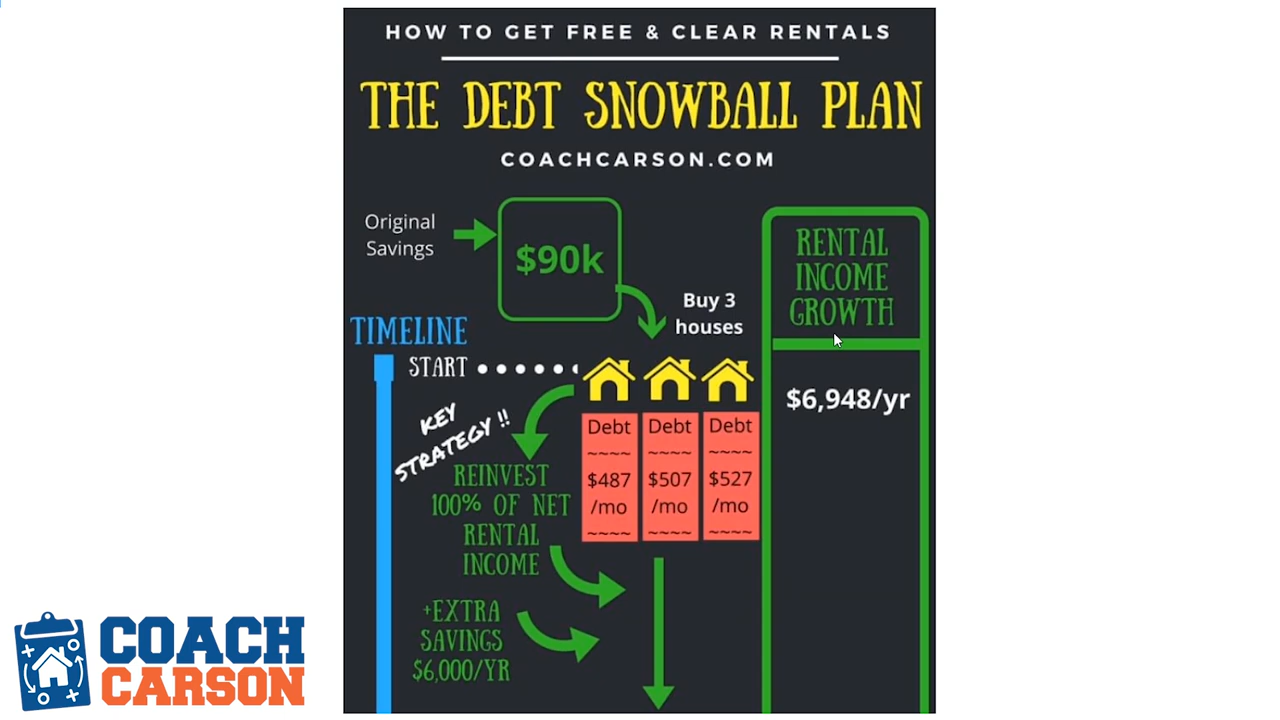 HOW TO GET FREE & CLEAR RENTALS
THE DEBT SNOWBALL PLAN
COACHCARSON.COM
Original
Savings
$90k
Buy 3
houses
RENTAL
INCOME
GROWTH
TIMELINE
START
$6,948/yr
KEY
STRATEGY !!
Debt
~~~~
$487
/mo
~~~~
Debt
~~~~
$507
/mo
~~~~
Debt
~~~~
$527
/mo
~~~~
REINVEST
100% OF NET
RENTAL
INCOME
+EXTRA
SAVINGS
$6,000/YR
COACH
CARSON